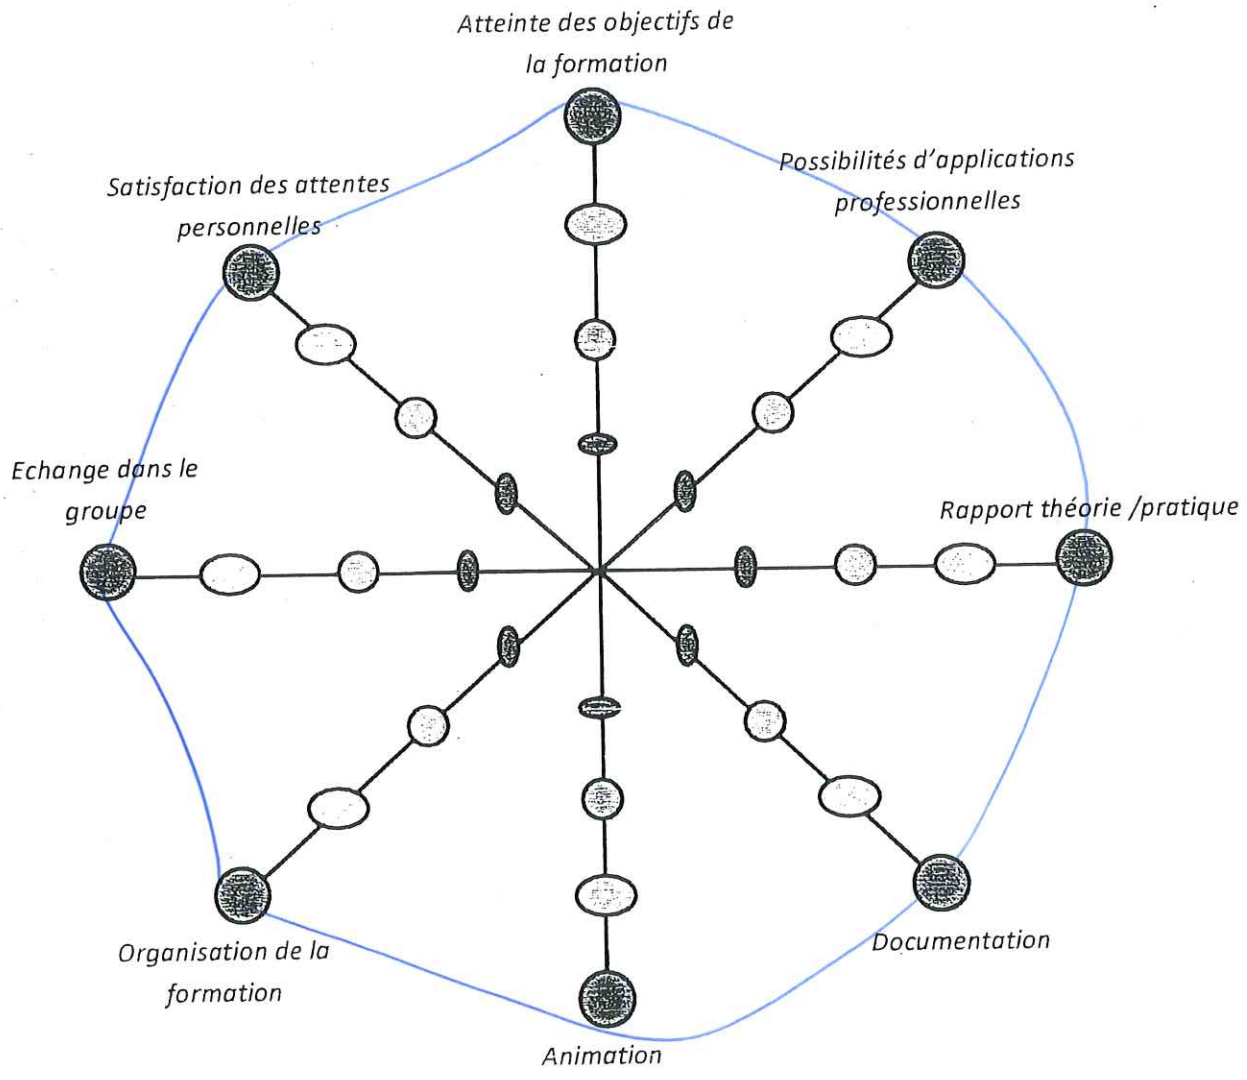 Atteinte des objectifs de
la formation
Possibilités d'applications
professionnelles
Satisfaction des attentes
personnelles
Echange dans le
groupe
Rapport théorie /pratique
Organisation de la
formation
Documentation
Animation